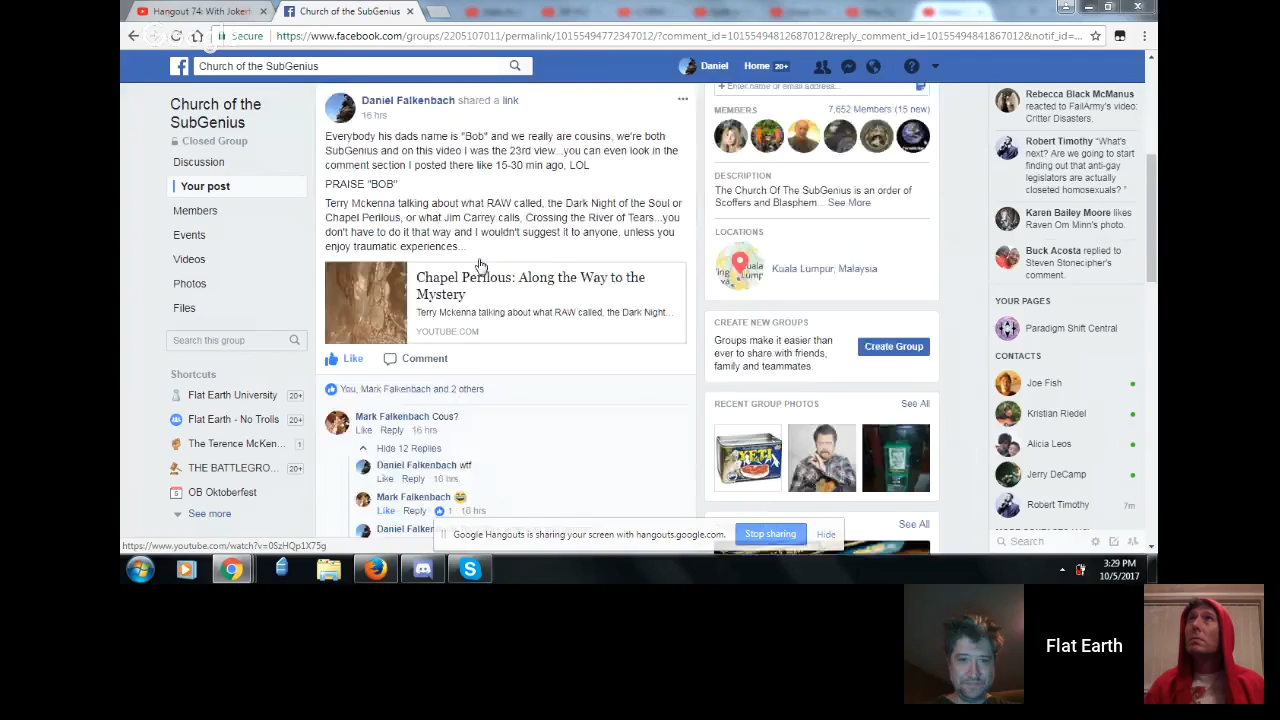 Hangout 74: With Jokerl
Church of the SubGenius
Secure
https://www.facebook.com/groups/2205107011/permalink/10155494772347012/?comment_id=10155494812687012&reply_comment_id=10155494841867012&notif_id=...
Church of the SubGenius
Daniel
Home 20+
Church of the
SubGenius
Closed Group
Discussion
Your post
Members
Events
Videos
Photos
Files
Search this group
Shortcuts
Flat Earth University 20+
Flat Earth - No Trolls 20+
The Terence McKen... 1
THE BATTLEGRO... 20+
OB Oktoberfest
See more
Daniel Falkenbach shared a link
16 hrs
Everybody his dads name is "Bob" and we really are cousins, we're both
SubGenius and on this video I was the 23rd view...you can even look in the
comment section I posted there like 15-30 min ago, LOL
PRAISE "BOB"
Terry Mckenna talking about what RAW called, the Dark Night of the Soul or
Chapel Perilous, or what Jim Carrey calls, Crossing the River of Tears...you
don't have to do it that way and I wouldn't suggest it to anyone, unless you
enjoy traumatic experiences...
Chapel Perilous: Along the Way to the
Mystery
Terry Mckenna talking about what RAW called, the Dark Night...
YOUTUBE.COM
Like Comment
You, Mark Falkenbach and 2 others
Mark Falkenbach Cous?
Like Reply 16 hrs
Hide 12 Replies
Daniel Falkenbach wtf
Like Reply 16 hrs
Mark Falkenbach
Like Reply 1 16 hrs
Daniel Falkenbach
Enter name or email address...
MEMBERS 7,652 Members (15 new)
DESCRIPTION
The Church Of The SubGenius is an order of
Scoffers and Blasphem... See More
LOCATIONS
Kuala Lumpur, Malaysia
CREATE NEW GROUPS
Groups make it easier than
ever to share with friends,
family and teammates.
Create Group
RECENT GROUP PHOTOS See All
YETI
See All
Rebecca Black McManus
reacted to FailArmy's video:
Critter Disasters.
Robert Timothy "What's
next? Are we going to start
finding out that anti-gay
legislators are actually
closeted homosexuals? "
Karen Bailey Moore likes
Raven Om Minn's photo.
Buck Acosta replied to
Steven Stonecipher's
comment.
YOUR PAGES
Paradigm Shift Central
CONTACTS
Joe Fish
Kristian Riedel
Alicia Leos
Jerry DeCamp
Robert Timothy 7m
Search
Google Hangouts is sharing your screen with hangouts.google.com.
Stop sharing
Hide
https://www.youtube.com/watch?v=0SzHQp1X75g
3:29 PM
10/5/2017
Flat Earth